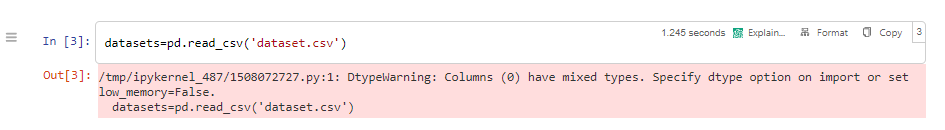 1.245 seconds Explain... Format Copy 3
In [3]: datasets=pd.read_csv('dataset.csv')
Out[3]: /tmp/ipykernel_487/1508072727.py:1: DtypeWarning: Columns (0) have mixed types. Specify dtype option on import or set
low_memory=False.
datasets=pd.read_csv('dataset.csv')